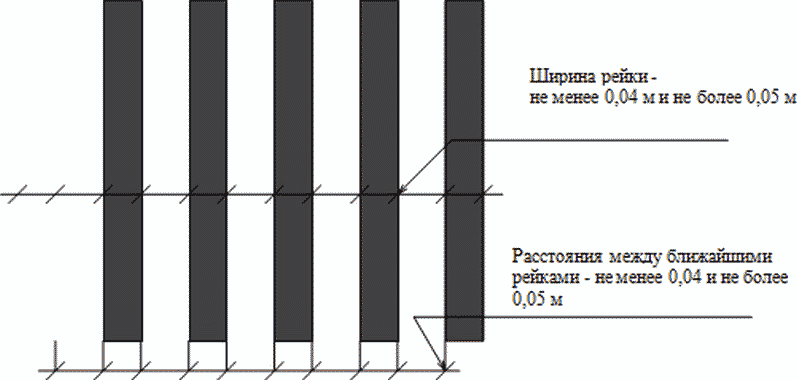 Ширина рейки -
не менее 0,04 м и не более 0,05 м
Расстояния между ближайшими
рейками - не менее 0,04 и не более
0,05 м